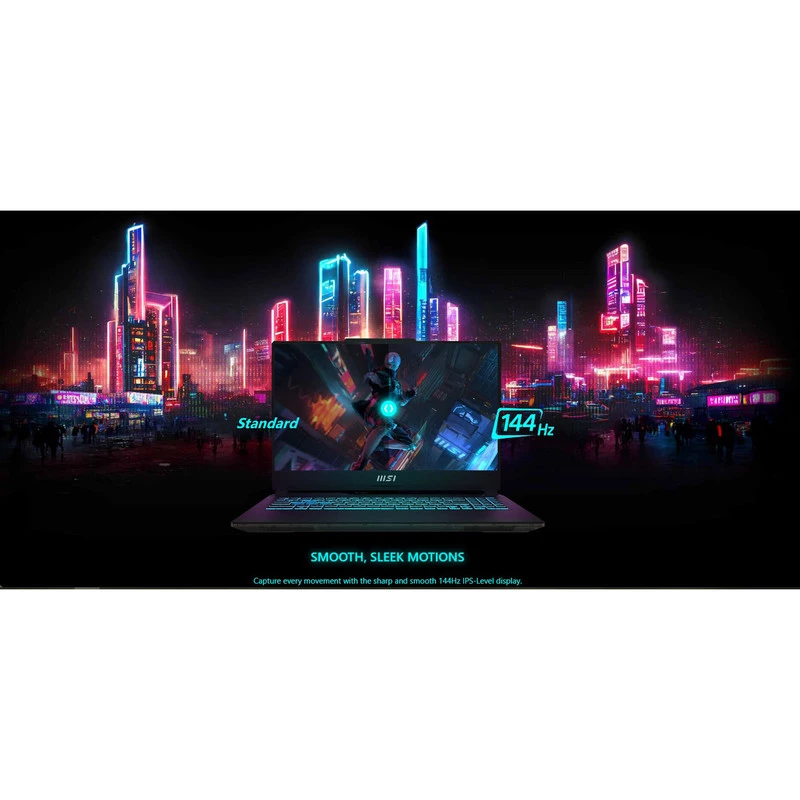 Standard
144Hz
msi
SMOOTH, SLEEK MOTIONS
Capture every movement with the sharp and smooth 144Hz IPS-Level display.